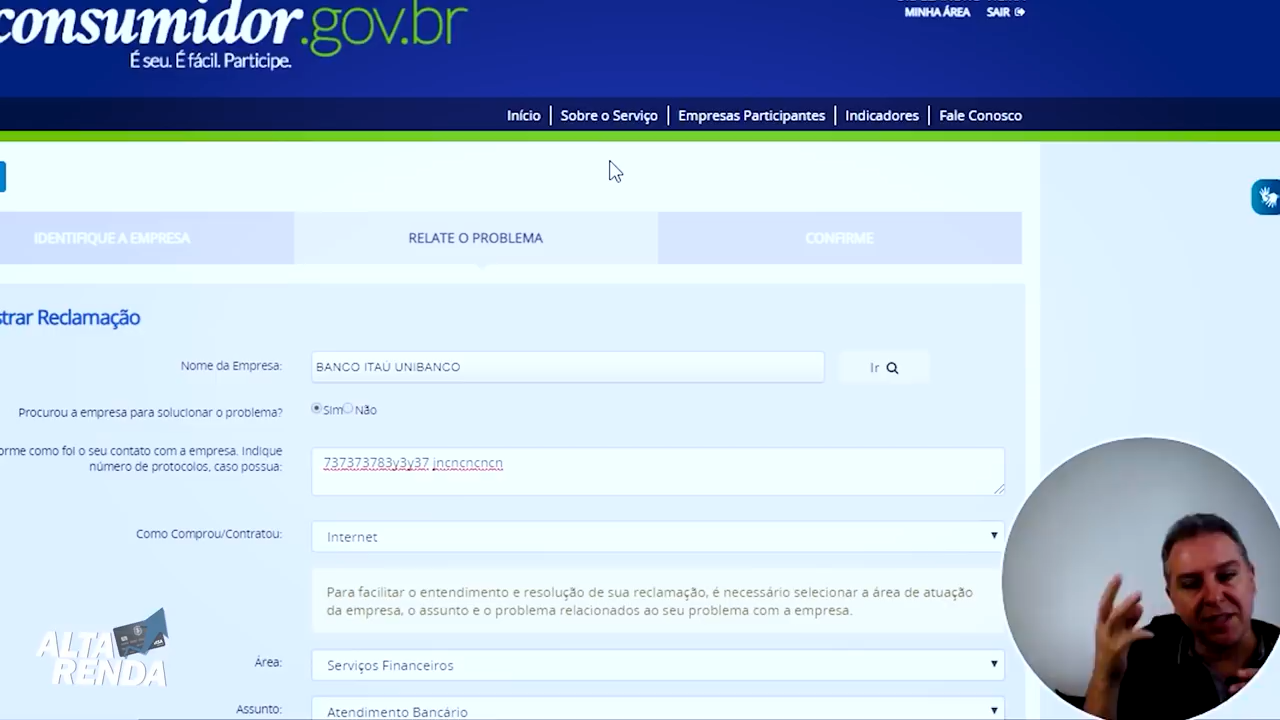 consumidor.gov.br
É seu. É fácil. Participe.
MINHA ÁREA SAIR
Início Sobre o Serviço Empresas Participantes Indicadores Fale Conosco
IDENTIFIQUE A EMPRESA RELATE O PROBLEMA CONFIRME
strar Reclamação
Nome da Empresa: BANCO ITAÚ UNIBANCO Ir
Procurou a empresa para solucionar o problema? Sim Não
orme como foi o seu contato com a empresa. Indique
número de protocolos, caso possua:
737373783y3y37 jncncncncn
Como Comprou/Contratou: Internet
Para facilitar o entendimento e resolução de sua reclamação, é necessário selecionar a área de atuação
da empresa, o assunto e o problema relacionados ao seu problema com a empresa.
ALTA
RENDA
Área: Serviços Financeiros
Assunto: Atendimento Bancário